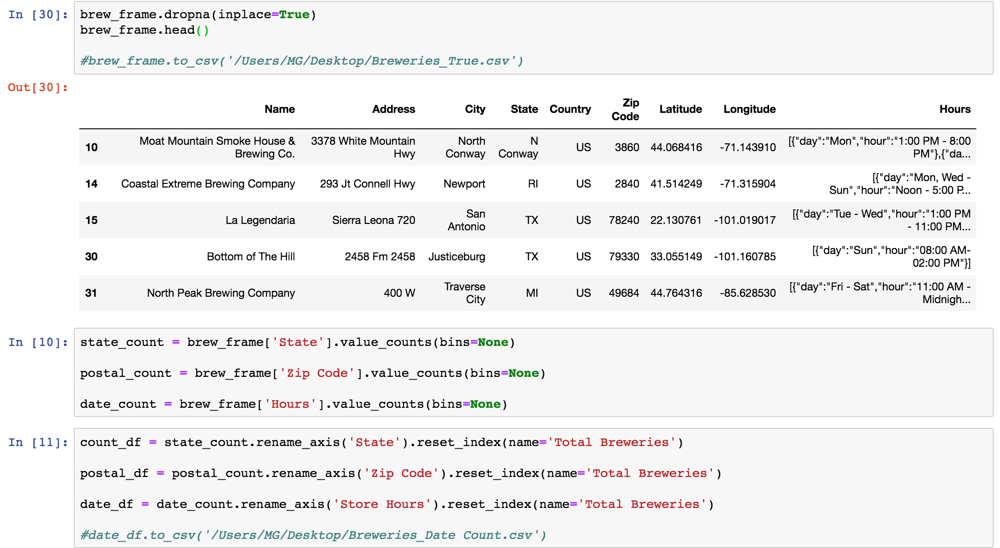 In [30]:
brew_frame.dropna(inplace=True)
brew_frame.head()
#brew_frame.to_csv('/Users/MG/Desktop/Breweries_True.csv')
Out[30]:
Name Address City State Country Zip Code Latitude Longitude Hours
10 Moat Mountain Smoke House & Brewing Co. 3378 White Mountain Hwy North Conway N Conway US 3860 44.068416 -71.143910 [{"day":"Mon","hour":"1:00 PM - 8:00 PM"},{"da...
14 Coastal Extreme Brewing Company 293 Jt Connell Hwy Newport RI US 2840 41.514249 -71.315904 [{"day":"Mon, Wed - Sun","hour":"Noon - 5:00 P...
15 La Legendaria Sierra Leona 720 San Antonio TX US 78240 22.130761 -101.019017 [{"day":"Tue - Wed","hour":"1:00 PM - 11:00 PM...
30 Bottom of The Hill 2458 Fm 2458 Justiceburg TX US 79330 33.055149 -101.160785 [{"day":"Sun","hour":"08:00 AM-02:00 PM"}]
31 North Peak Brewing Company 400 W Traverse City MI US 49684 44.764316 -85.628530 [{"day":"Fri - Sat","hour":"11:00 AM - Midnigh...
In [10]:
state_count = brew_frame['State'].value_counts(bins=None)
postal_count = brew_frame['Zip Code'].value_counts(bins=None)
date_count = brew_frame['Hours'].value_counts(bins=None)
In [11]:
count_df = state_count.rename_axis('State').reset_index(name='Total Breweries')
postal_df = postal_count.rename_axis('Zip Code').reset_index(name='Total Breweries')
date_df = date_count.rename_axis('Store Hours').reset_index(name='Total Breweries')
#date_df.to_csv('/Users/MG/Desktop/Breweries_Date Count.csv')